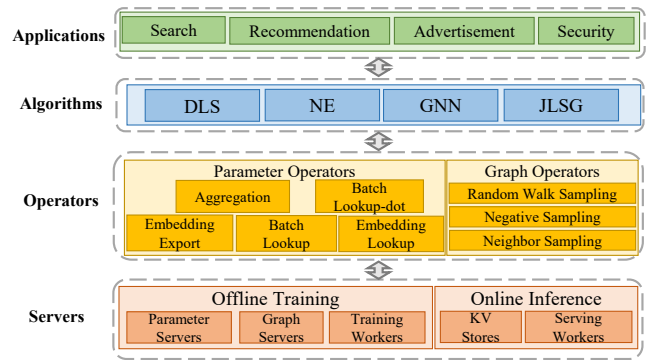 Applications
Search
Recommendation
Advertisement
Security
Algorithms
DLS
NE
GNN
JLSG
Operators
Parameter Operators
Aggregation
Batch
Lookup-dot
Embedding
Export
Batch
Lookup
Embedding
Lookup
Graph Operators
Random Walk Sampling
Negative Sampling
Neighbor Sampling
Servers
Offline Training
Parameter
Servers
Graph
Servers
Training
Workers
Online Inference
KV
Stores
Serving
Workers